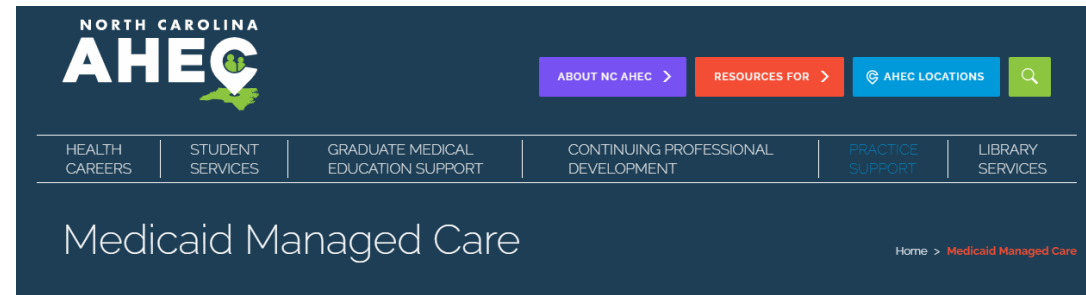 NORTH CAROLINA
AHEC
ABOUT NC AHEC >
RESOURCES FOR >
AHEC LOCATIONS
HEALTH CAREERS
STUDENT SERVICES
GRADUATE MEDICAL EDUCATION SUPPORT
CONTINUING PROFESSIONAL DEVELOPMENT
PRACTICE SUPPORT
LIBRARY SERVICES
Medicaid Managed Care
Home > Medicaid Managed Care